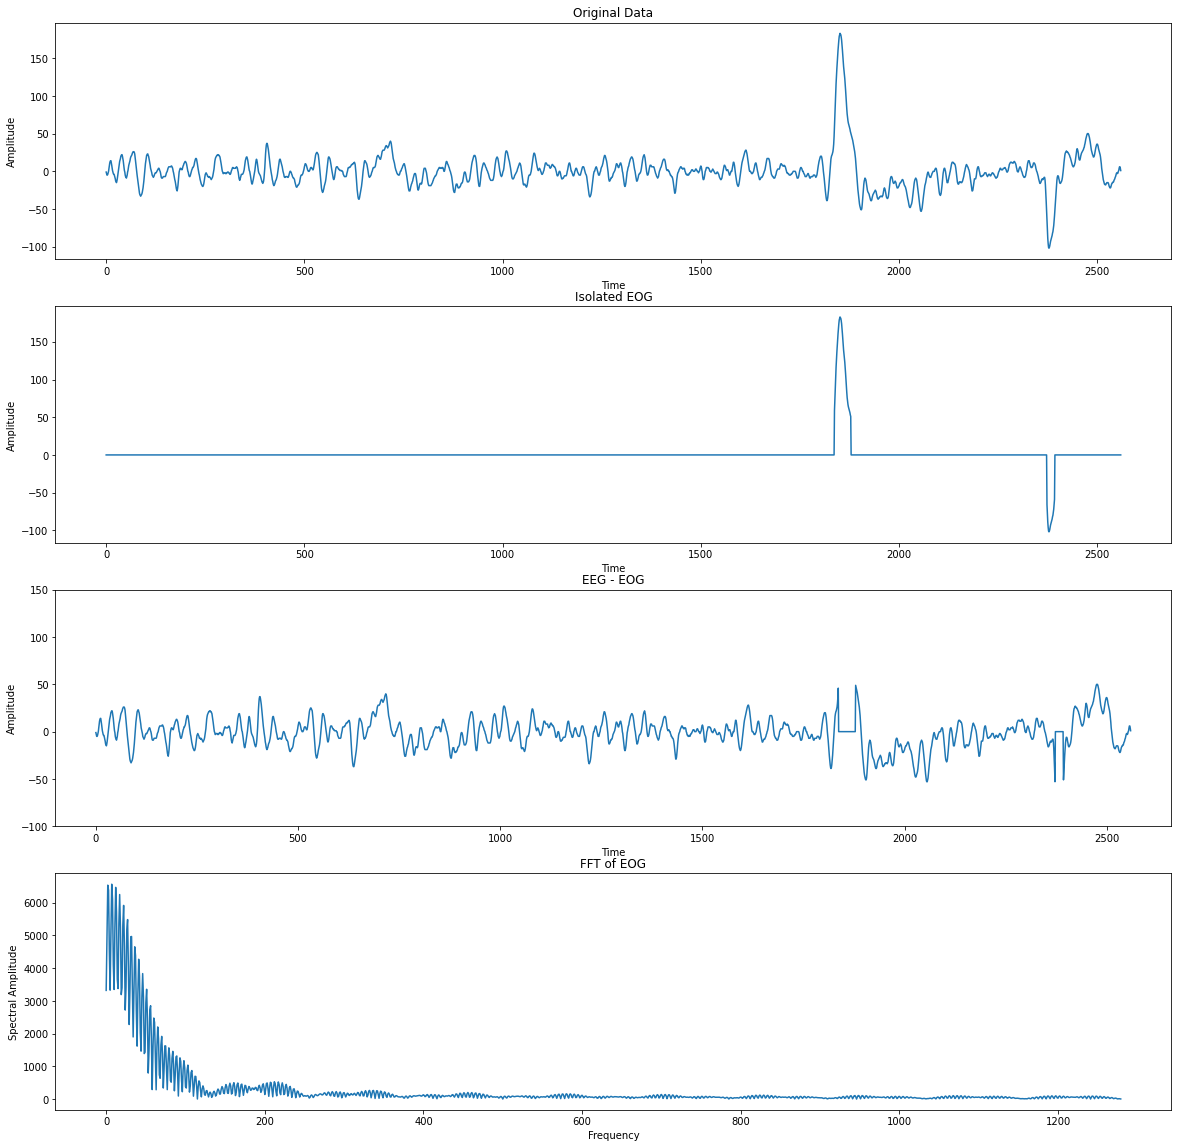 Original Data
Amplitude
150
100
50
0
−50
−100
0 500 1000 1500 2000 2500
Time
Isolated EOG
Amplitude
150
100
50
0
−50
−100
0 500 1000 1500 2000 2500
Time
EEG - EOG
Amplitude
150
100
50
0
−50
−100
0 500 1000 1500 2000 2500
Time
FFT of EOG
Spectral Amplitude
6000
5000
4000
3000
2000
1000
0
0 200 400 600 800 1000 1200
Frequency